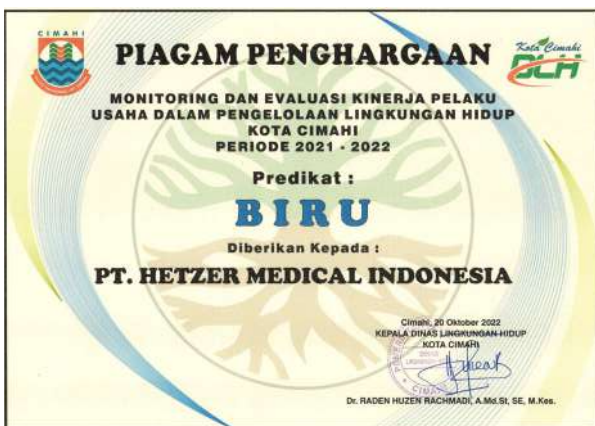 CIMAHI
Kota Cimahi
DLH
PIAGAM PENGHARGAAN
MONITORING DAN EVALUASI KINERJA PELAKU
USAHA DALAM PENGELOLAAN LINGKUNGAN HIDUP
KOTA CIMAHI
PERIODE 2021 - 2022
Predikat :
BIRU
Diberikan Kepada :
PT. HETZER MEDICAL INDONESIA
Cimahi, 20 Oktober 2022
KEPALA DINAS LINGKUNGAN HIDUP
KOTA CIMAHI
Dr. RADEN HUZEN RACHMADI, A.Md.St, SE, M.Kes.